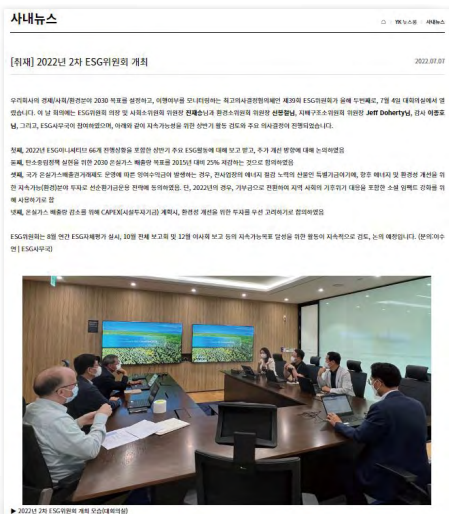 사내뉴스
YK 뉴스룸 > 사내뉴스
[취재] 2022년 2차 ESG위원회 개최
2022.07.07
우리회사의 경제/사회/환경분야 2030 목표를 설정하고, 이행여부를 모니터링하는 최고의사결정협의체인 제39회 ESG위원회가 올해 두번째로, 7월 4일 대회의실에서 열
렸습니다. 이 날 회의에는 ESG위원회 의장 및 사회소위원회 위원장 진재승님과 환경소위원회 위원장 신문철님, 지배구조소위원회 위원장 Jeff Doherty님, 감사 이종호
님, 그리고, ESG사무국이 참여하였으며, 아래와 같이 지속가능성을 위한 상반기 활동 검토와 주요 의사결정이 진행되었습니다.
첫째, 2022년 ESG이니셔티브 66개 진행상황을 포함한 상반기 주요 ESG활동에 대해 보고 받고, 추가 개선 방향에 대해 논의하였음
둘째, 탄소중립정책 실현을 위한 2030 온실가스 배출량 목표를 2015년 대비 25% 저감하는 것으로 합의하였음
셋째, 국가 온실가스배출권거래제도 운영에 따른 잉여수익금이 발생하는 경우, 전사업장의 에너지 절감 노력의 산물인 특별기금이기에, 향후 에너지 및 환경성 개선을 위
한 지속가능(환경)분야 투자로 선순환기금운용 전략에 동의하였음. 단, 2022년의 경우, 기부금으로 전환하여 지역 사회의 기후위기 대응을 포함한 소셜 임팩트 강화를 위
해 사용하기로 함
넷째, 온실가스 배출량 감소를 위해 CAPEX(시설투자기금) 계획시, 환경성 개선을 위한 투자를 우선 고려하기로 합의하였음
ESG위원회는 8월 연간 ESG자체평가 실시, 10월 전체 보고회 및 12월 이사회 보고 등의 지속가능목표 달성을 위한 활동이 지속적으로 검토, 논의 예정입니다. (문의:이수
연 | ESG사무국)
▶ 2022년 2차 ESG위원회 개최 모습(대회의실)